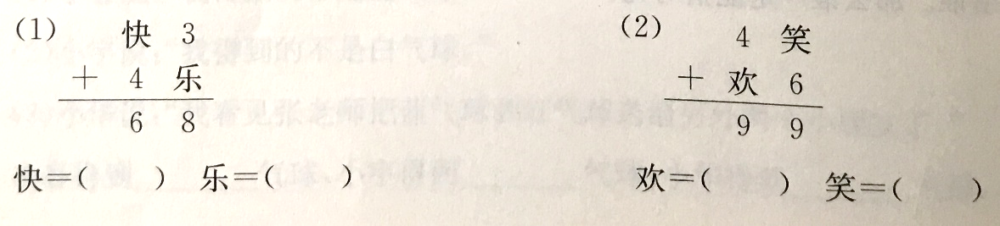 (1) 快 3 (2) 4 笑
+ 4 乐 + 欢 6
6 8 9 9
快=( ) 乐=( ) 欢=( ) 笑=( )